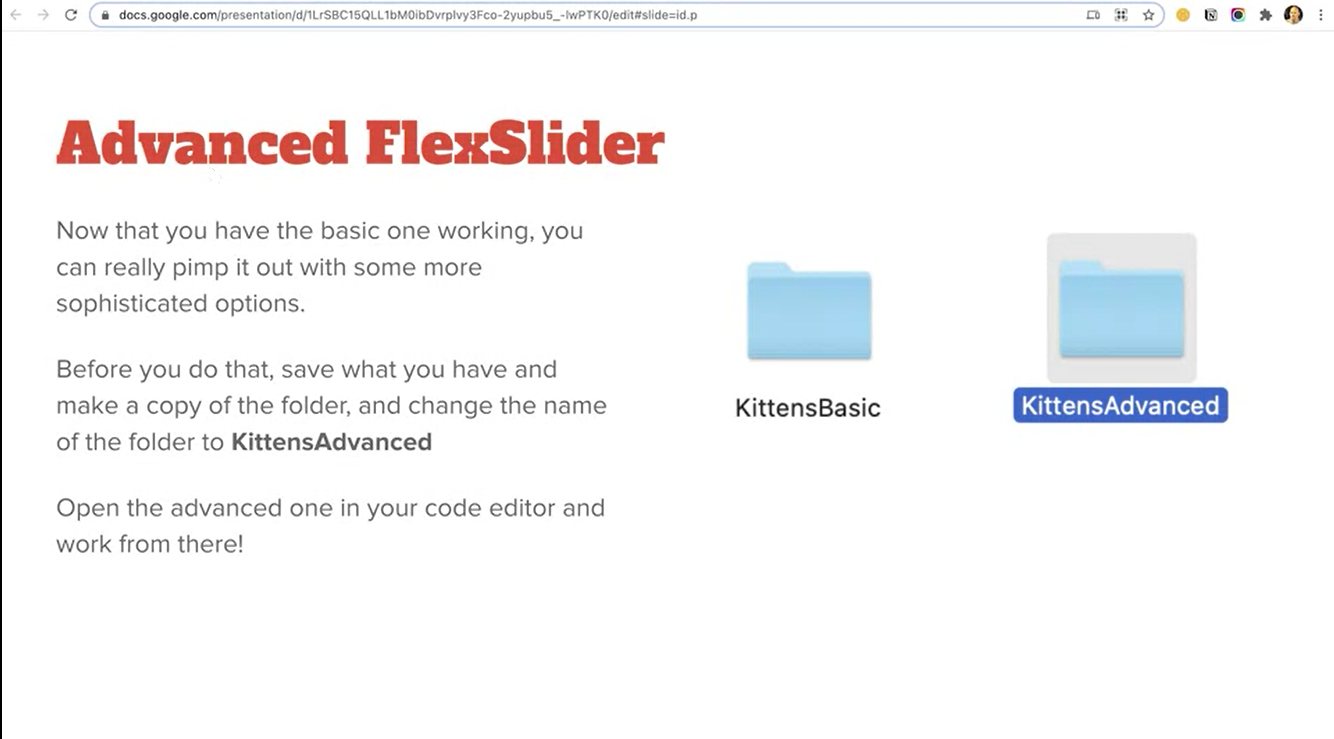 docs.google.com/presentation/d/1LrSBC15QLL1bM0ibDvrpIvy3Fco-2yupbu5_-lwPTK0/edit#slide=id.p
Advanced FlexSlider
Now that you have the basic one working, you
can really pimp it out with some more
sophisticated options.
Before you do that, save what you have and
make a copy of the folder, and change the name
of the folder to KittensAdvanced
Open the advanced one in your code editor and
work from there!
KittensBasic
KittensAdvanced